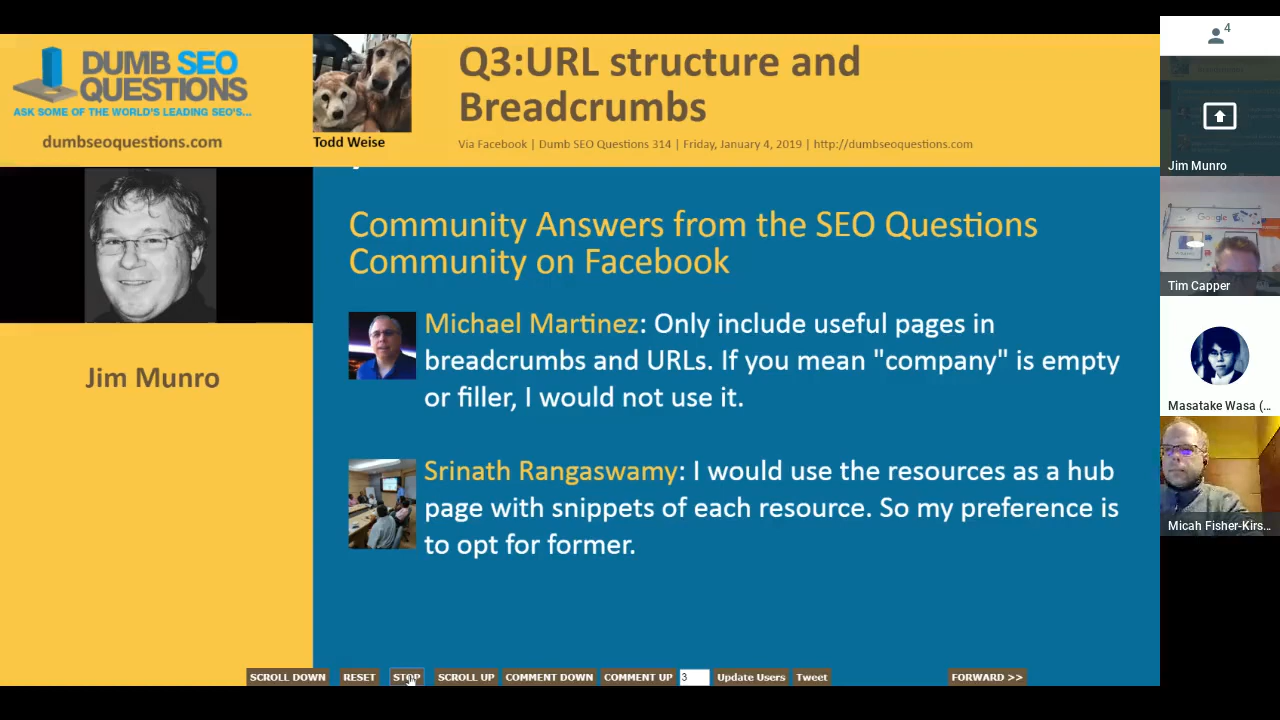 DUMB SEO
QUESTIONS
ASK SOME OF THE WORLD'S LEADING SEO'S...
dumbseoquestions.com
Todd Weise
Q3:URL structure and
Breadcrumbs
Via Facebook | Dumb SEO Questions 314 | Friday, January 4, 2019 | http://dumbseoquestions.com
Jim Munro
Community Answers from the SEO Questions
Community on Facebook
Michael Martinez: Only include useful pages in
breadcrumbs and URLs. If you mean "company" is empty
or filler, I would not use it.
Srinath Rangaswamy: I would use the resources as a hub
page with snippets of each resource. So my preference is
to opt for former.
SCROLL DOWN RESET STOP SCROLL UP COMMENT DOWN COMMENT UP 3 Update Users Tweet FORWARD >>
4
Jim Munro
Google
Tim Capper
Masatake Wasa (...
Micah Fisher-Kirs...